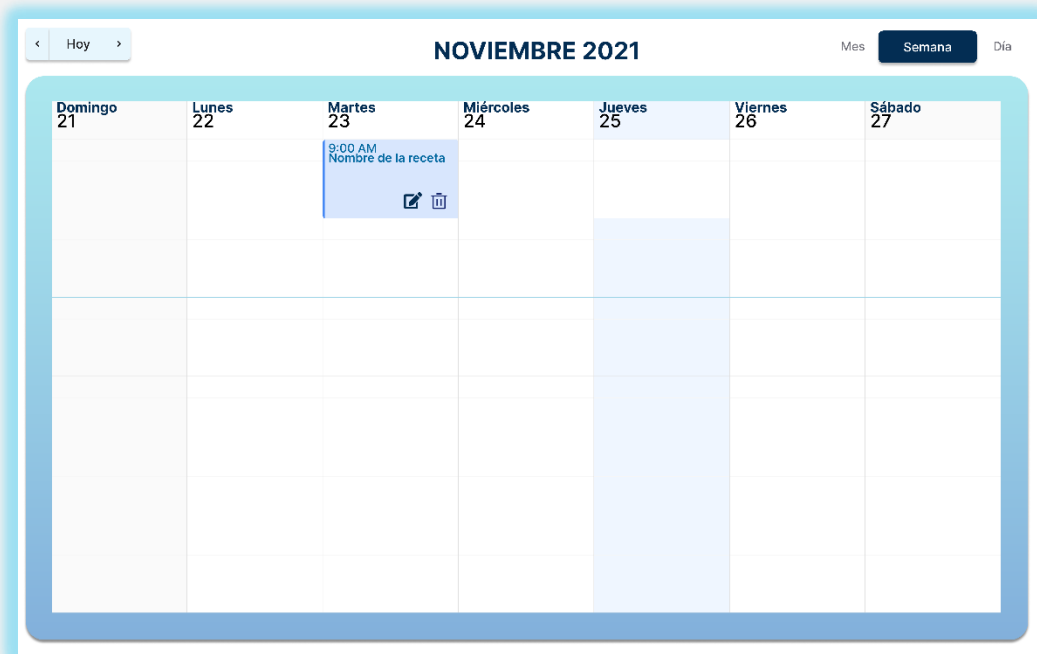 Hoy
NOVIEMBRE 2021
Mes
Semana
Día
Domingo
21
Lunes
22
Martes
23
Miércoles
24
Jueves
25
Viernes
26
Sábado
27
9:00 AM
Nombre de la receta